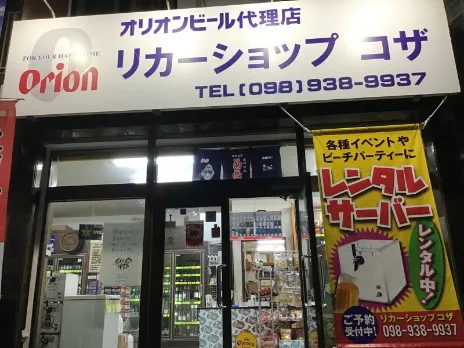 オリオンビール代理店
FOR YOUR HAPPY TIME
Orion
リカーショップ コザ
TEL(098)938-9937
各種イベントや
ビーチパーティーに
レンタル
サーバー
レンタル中!
ご予約
受付中!
リカーショップ コザ
098-938-9937